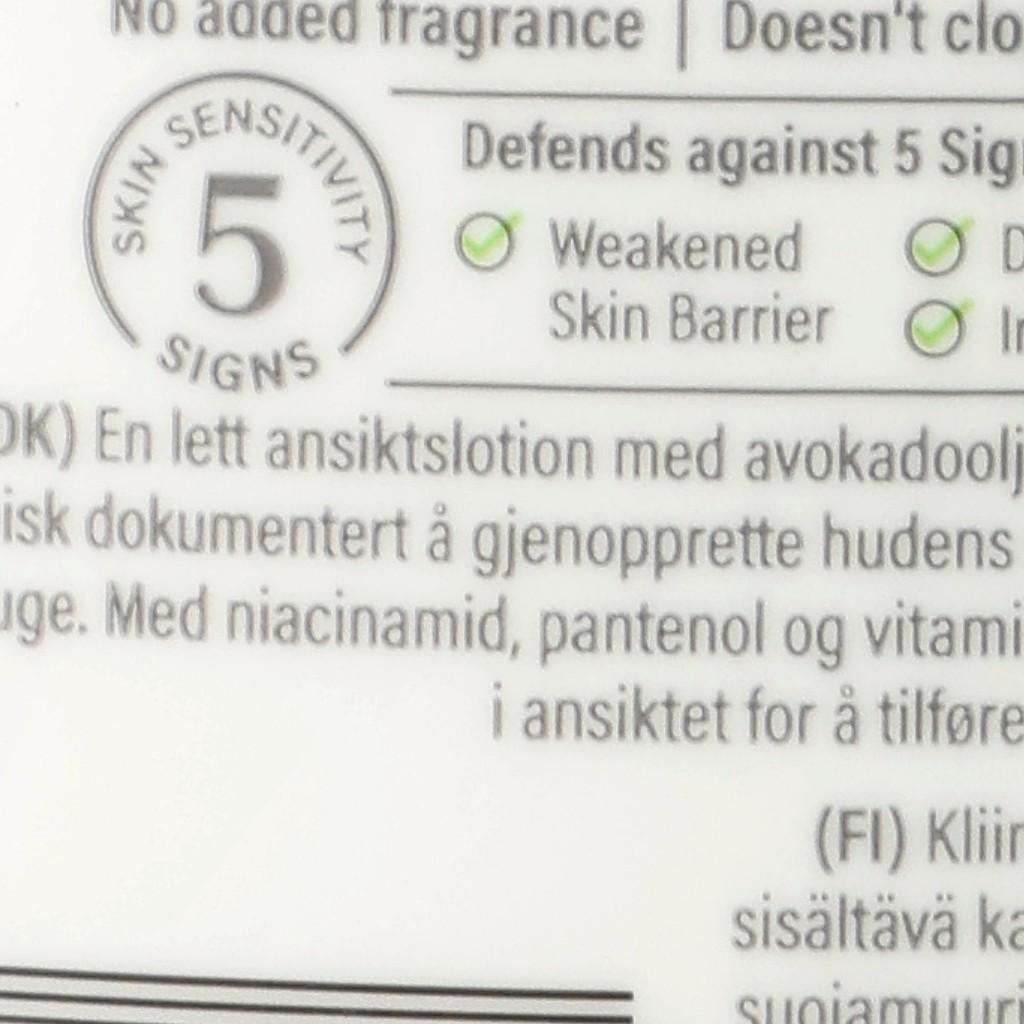 No added fragrance | Doesn't clo
SKIN SENSITIVITY
5
SIGNS
Defends against 5 Sig
Weakened
Skin Barrier
D
In
DK) En lett ansiktslotion med avokadoolj
isk dokumentert å gjenopprette hudens
uge. Med niacinamid, pantenol og vitami
i ansiktet for å tilføre
(FI) Kliin
sisältävä ka
suojamuuri